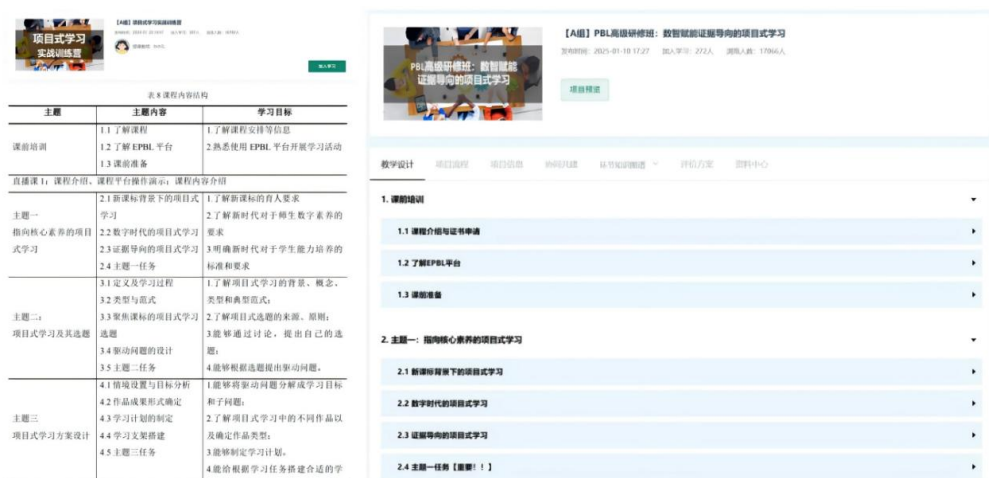 项目式学习
实战训练营
【A组】项目式学习实战训练营
加入学习
表 8 课程内容结构
主题 主题内容 学习目标
课前培训
1.1 了解课程
1.2 了解 EPBL 平台
1.3 课前准备
1.了解课程安排等信息
2.熟悉使用 EPBL 平台开展学习活动
直播课 1：课程介绍、课程平台操作演示；课程内容介绍
主题一
指向核心素养的项目
式学习
2.1 新课标背景下的项目式
学习
2.2 数字时代的项目式学习
2.3 证据导向的项目式学习
2.4 主题一任务
1.了解新课标的育人要求
2.了解新时代对于师生数字素养的
要求
3.明确新时代对于学生能力培养的
标准和要求
主题二：
项目式学习及其选题
3.1 定义及学习过程
3.2 类型与范式
3.3 聚焦课标的项目式学习
选题
3.4 驱动问题的设计
3.5 主题二任务
1.了解项目式学习的背景、概念、
类型和典型范式；
2.了解项目式选题的来源、原则；
3.能够通过讨论，提出自己的选
题；
4.能够根据选题提出驱动问题。
主题三
项目式学习方案设计
4.1 情境设置与目标分析
4.2 作品成果形式确定
4.3 学习计划的制定
4.4 学习支架搭建
4.5 主题三任务
1.能够将驱动问题分解成学习目标
和子问题；
2.了解项目式学习中的不同作品以
及确定作品类型；
3.能够制定学习计划。
4.能给根据学习任务搭建合适的学
PBL高级研修班：数智赋能
证据导向的项目式学习
【A组】PBL高级研修班：数智赋能证据导向的项目式学习
发布时间：2025-01-18 17:27 加入学习：272人 浏览人数：17866人
项目频道
教学设计 项目流程 项目信息 协同共建 环节知识图谱 评估方案 资料中心
1. 课前培训
1.1 课程介绍与证书申请
1.2 了解EPBL平台
1.3 课前准备
2. 主题一：指向核心素养的项目式学习
2.1 新课标背景下的项目式学习
2.2 数字时代的项目式学习
2.3 证据导向的项目式学习
2.4 主题一任务【重要！！】